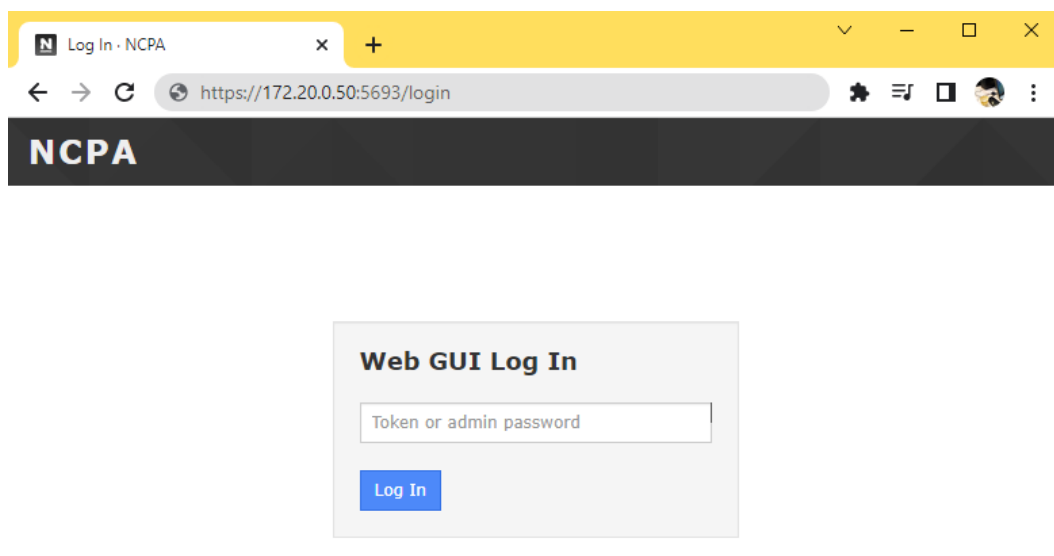 Log In · NCPA
https://172.20.0.50:5693/login
NCPA
Web GUI Log In
Token or admin password
Log In